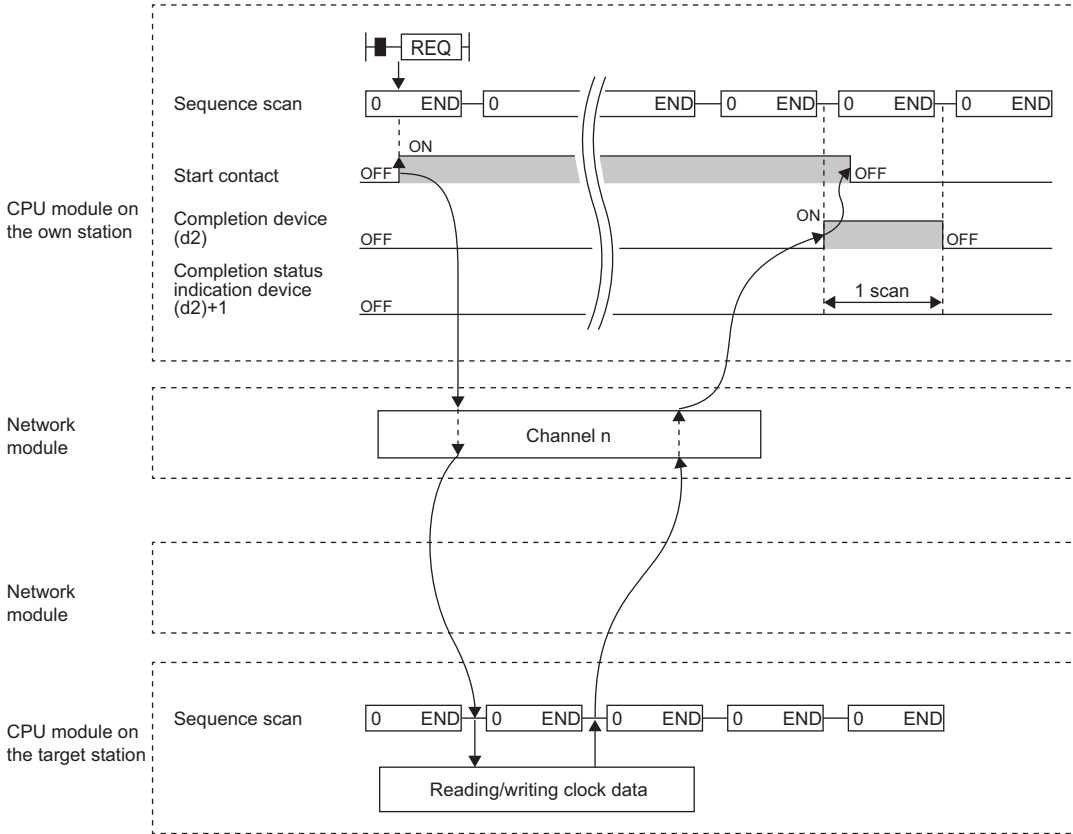 REQ
Sequence scan
0 END 0 END 0 END 0 END 0 END
ON
Start contact
OFF
OFF
CPU module on
the own station
Completion device
(d2)
ON
OFF
OFF
Completion status
indication device
(d2)+1
OFF
1 scan
Network
module
Channel n
Network
module
CPU module on
the target station
Sequence scan
0 END 0 END 0 END 0 END 0 END
Reading/writing clock data